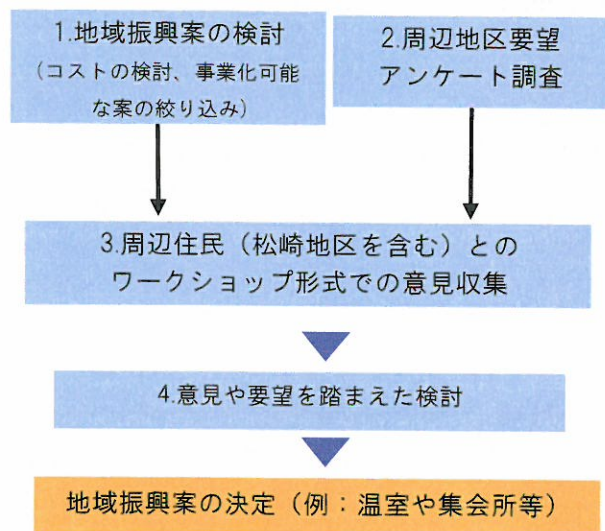 1.地域振興案の検討
(コストの検討、事業化可能
な案の絞り込み)
2.周辺地区要望
アンケート調査
3.周辺住民（松崎地区を含む）との
ワークショップ形式での意見収集
4.意見や要望を踏まえた検討
地域振興案の決定（例：温室や集会所等）